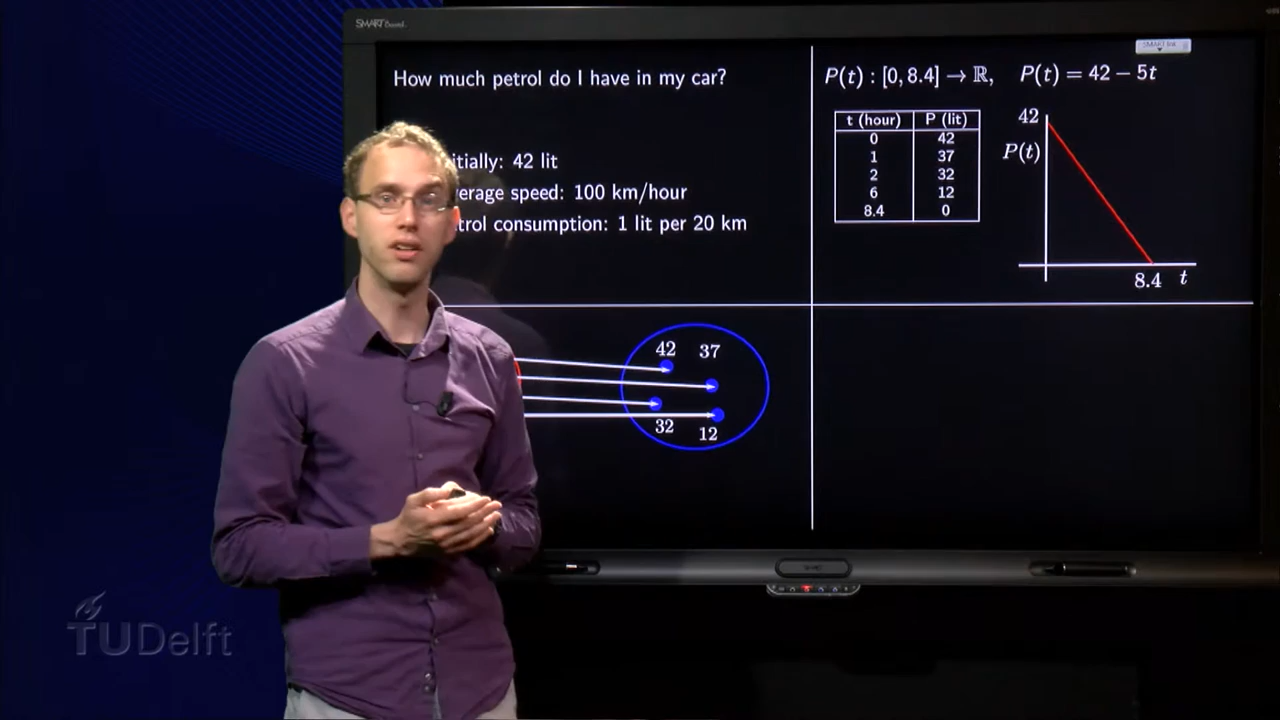 SMART Board
How much petrol do I have in my car?
itially: 42 lit
verage speed: 100 km/hour
trol consumption: 1 lit per 20 km
P(t) : [0, 8.4] → ℝ, P(t) = 42 − 5t
t (hour) P (lit)
0 42
1 37
2 32
6 12
8.4 0
42
P(t)
8.4 t
42 37
32 12
TUDelft